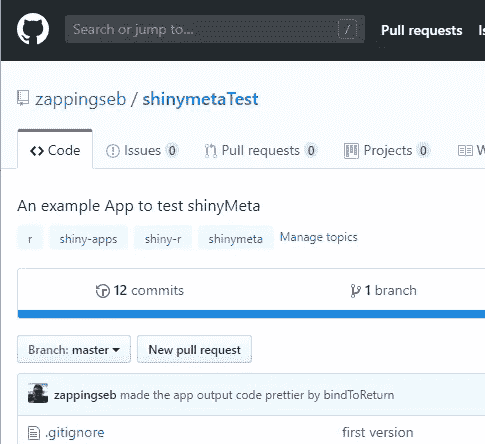 Search or jump to... / Pull requests Is
zappingseb / shinymetaTest
Code Issues 0 Pull requests 0 Projects 0 W
An example App to test shinyMeta
r shiny-apps shiny-r shinymeta Manage topics
12 commits 1 branch
Branch: master New pull request
zappingseb made the app output code prettier by bindToReturn
.gitignore first version